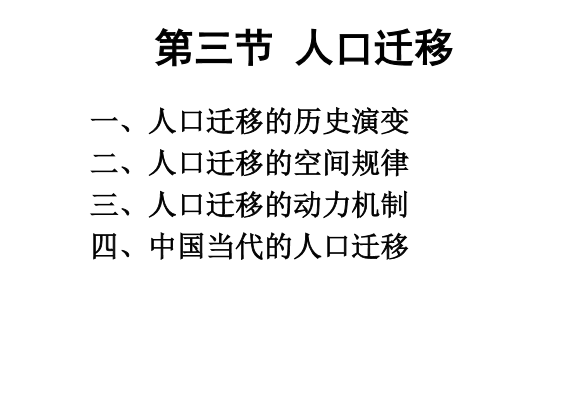 第三节 人口迁移
一、人口迁移的历史演变
二、人口迁移的空间规律
三、人口迁移的动力机制
四、中国当代的人口迁移